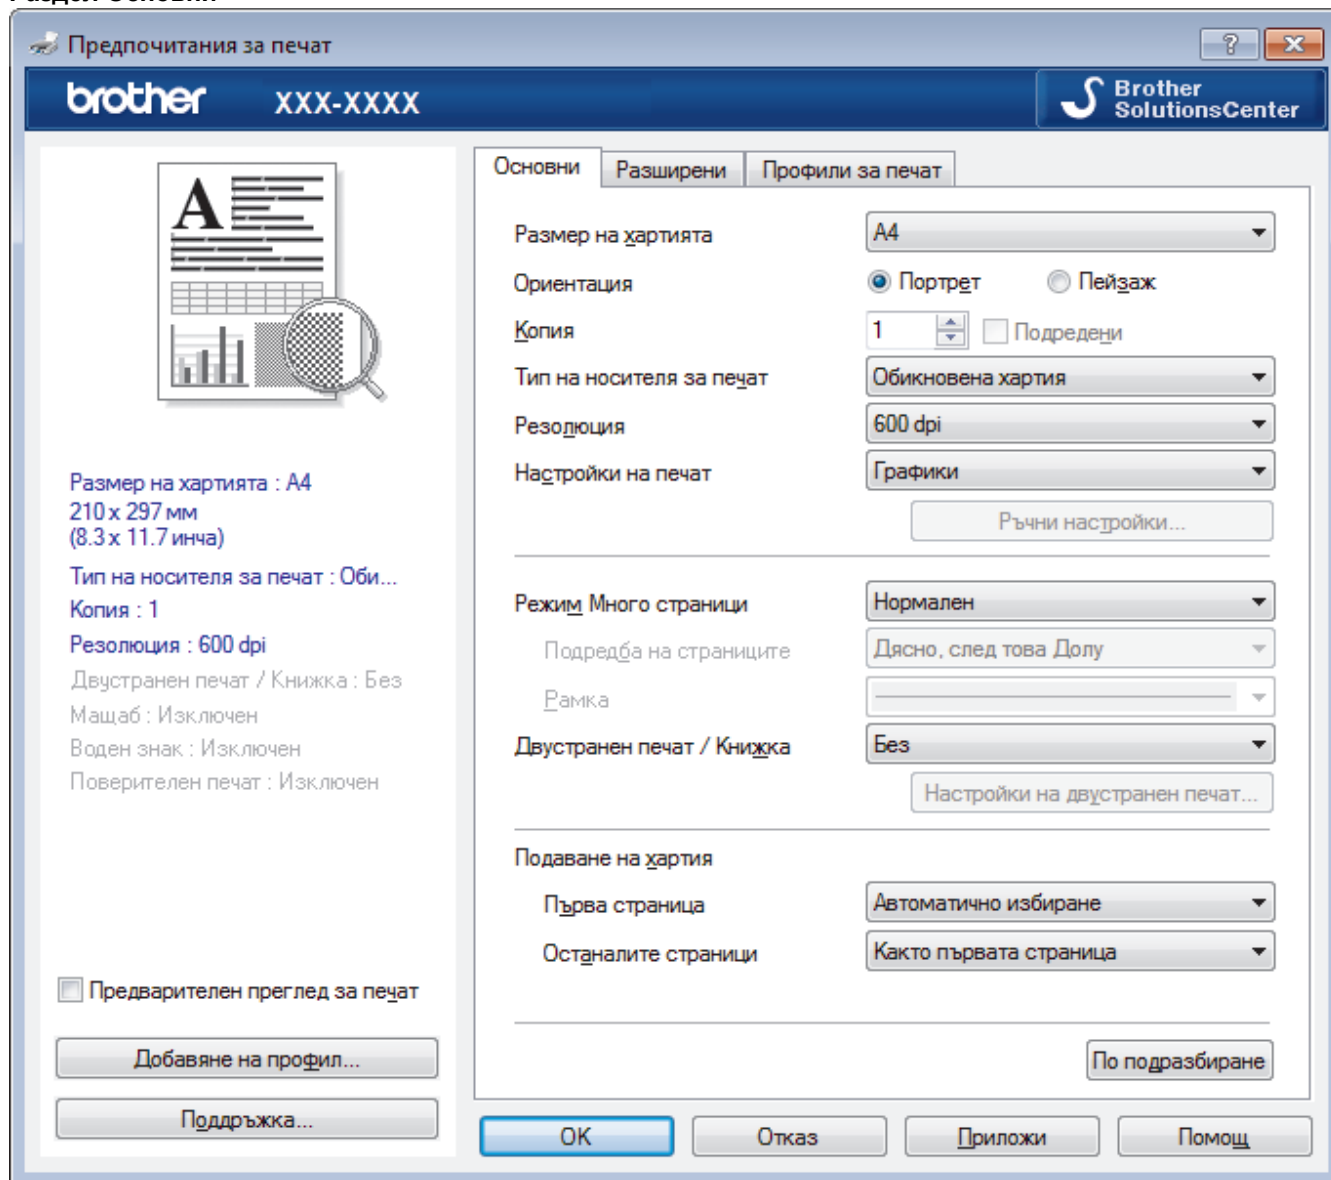 Предпочитания за печат
brother XXX-XXXX
Brother
SolutionsCenter
A
Размер на хартията : A4
210 x 297 мм
(8.3 x 11.7 инча)
Тип на носителя за печат : Оби...
Копия : 1
Резолюция : 600 dpi
Двустранен печат / Книжка : Без
Мащаб : Изключен
Воден знак : Изключен
Поверителен печат : Изключен
Предварителен преглед за печат
Добавяне на профил...
Поддръжка...
Основни Разширени Профили за печат
Размер на хартията A4
Ориентация Портрет Пейзаж
Копия 1 Подредени
Тип на носителя за печат Обикновена хартия
Резолюция 600 dpi
Настройки на печат Графики
Ръчни настройки...
Режим Много страници Нормален
Подредба на страниците Дясно, след това Долу
Рамка
Двустранен печат / Книжка Без
Настройки на двустранен печат...
Подаване на хартия
Първа страница Автоматично избиране
Останалите страници Както първата страница
По подразбиране
OK Отказ Приложи Помощ